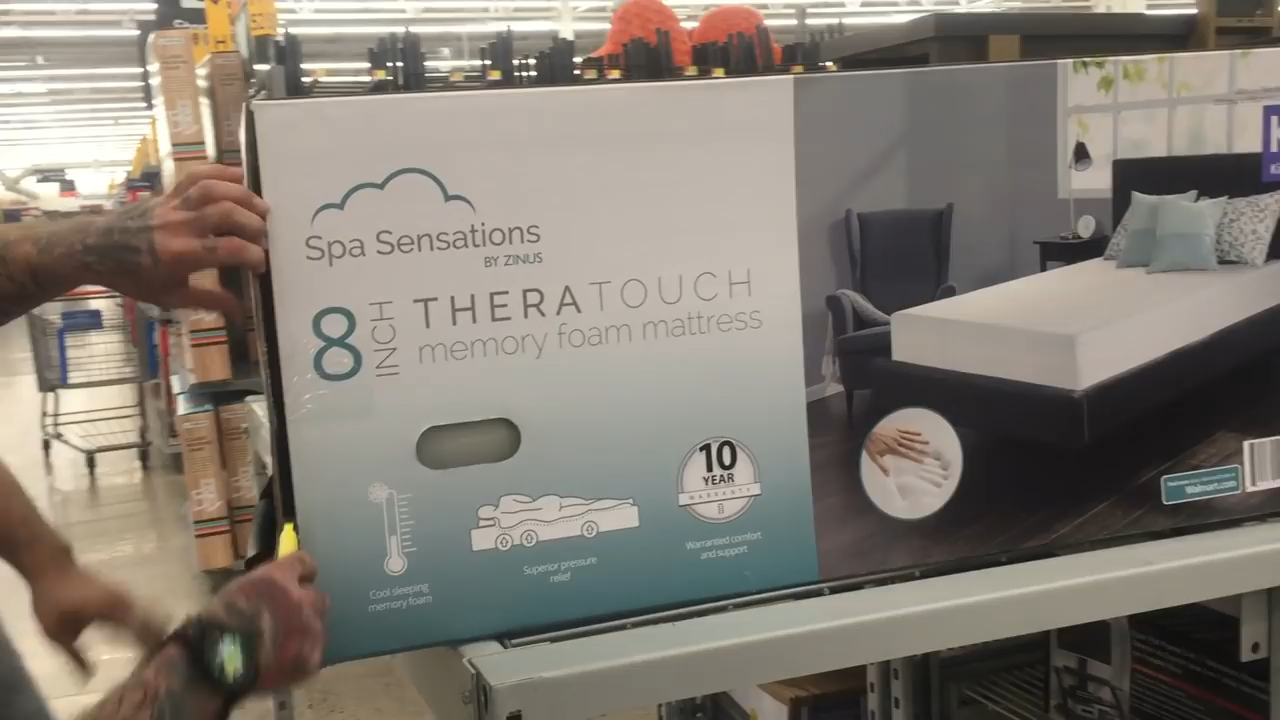 Spa Sensations
BY ZINUS
8 INCH
THERATOUCH
memory foam mattress
10
YEAR
WARRANTY
Cool sleeping
memory foam
Superior pressure
relief
Warrantied comfort
and support
Walmart.com